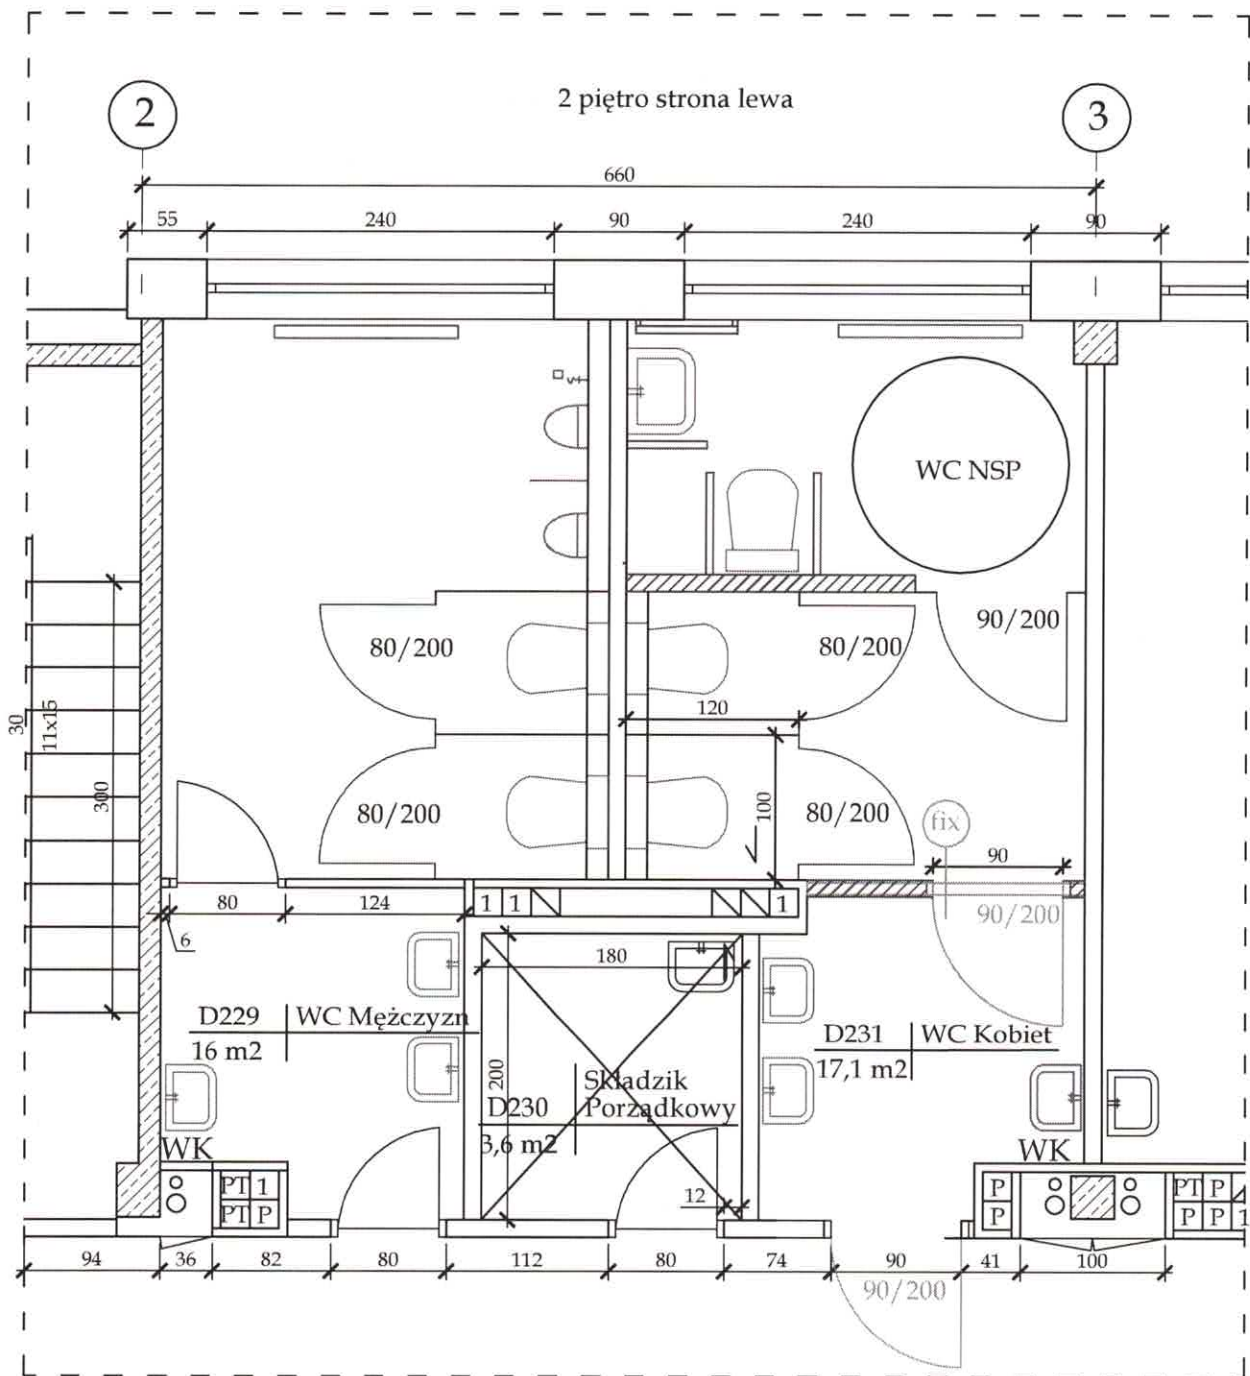 2 piętro strona lewa
2
3
660
55
240
90
240
90
WC NSP
80/200
80/200
90/200
120
30
11x15
300
80/200
100
80/200
fix
90
90/200
80
124
6
1
1
1
180
D229
WC Mężczyzn
16 m2
200
D231
WC Kobiet
17,1 m2
Składzik
D230
Porządkowy
3,6 m2
WK
WK
PT
1
PT
P
12
P
P
PT
P
P
P
1
94
36
82
80
112
80
74
90
41
100
90/200